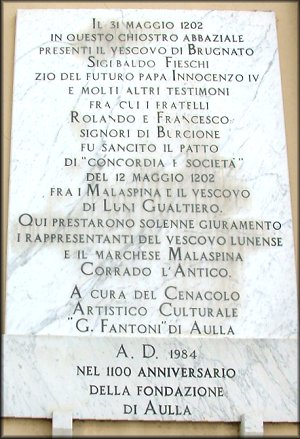 IL 31 MAGGIO 1202
IN QUESTO CHIOSTRO ABBAZIALE
PRESENTI IL VESCOVO DI BRUGNATO
SIGIBALDO FIESCHI
ZIO DEL FUTURO PAPA INNOCENZO IV
E MOLTI ALTRI TESTIMONI
FRA CUI I FRATELLI
ROLANDO E FRANCESCO
SIGNORI DI BURCIONE
FU SANCITO IL PATTO
DI "CONCORDIA E SOCIETÀ"
DEL 12 MAGGIO 1202
FRA I MALASPINA E IL VESCOVO
DI LUNI GUALTIERO.
QUI PRESTARONO SOLENNE GIURAMENTO
I RAPPRESENTANTI DEL VESCOVO LUNENSE
E IL MARCHESE MALASPINA
CORRADO L'ANTICO.
A CURA DEL CENACOLO
ARTISTICO CULTURALE
"G. FANTONI" DI AULLA
A. D. 1984
NEL 1100 ANNIVERSARIO
DELLA FONDAZIONE
DI AULLA